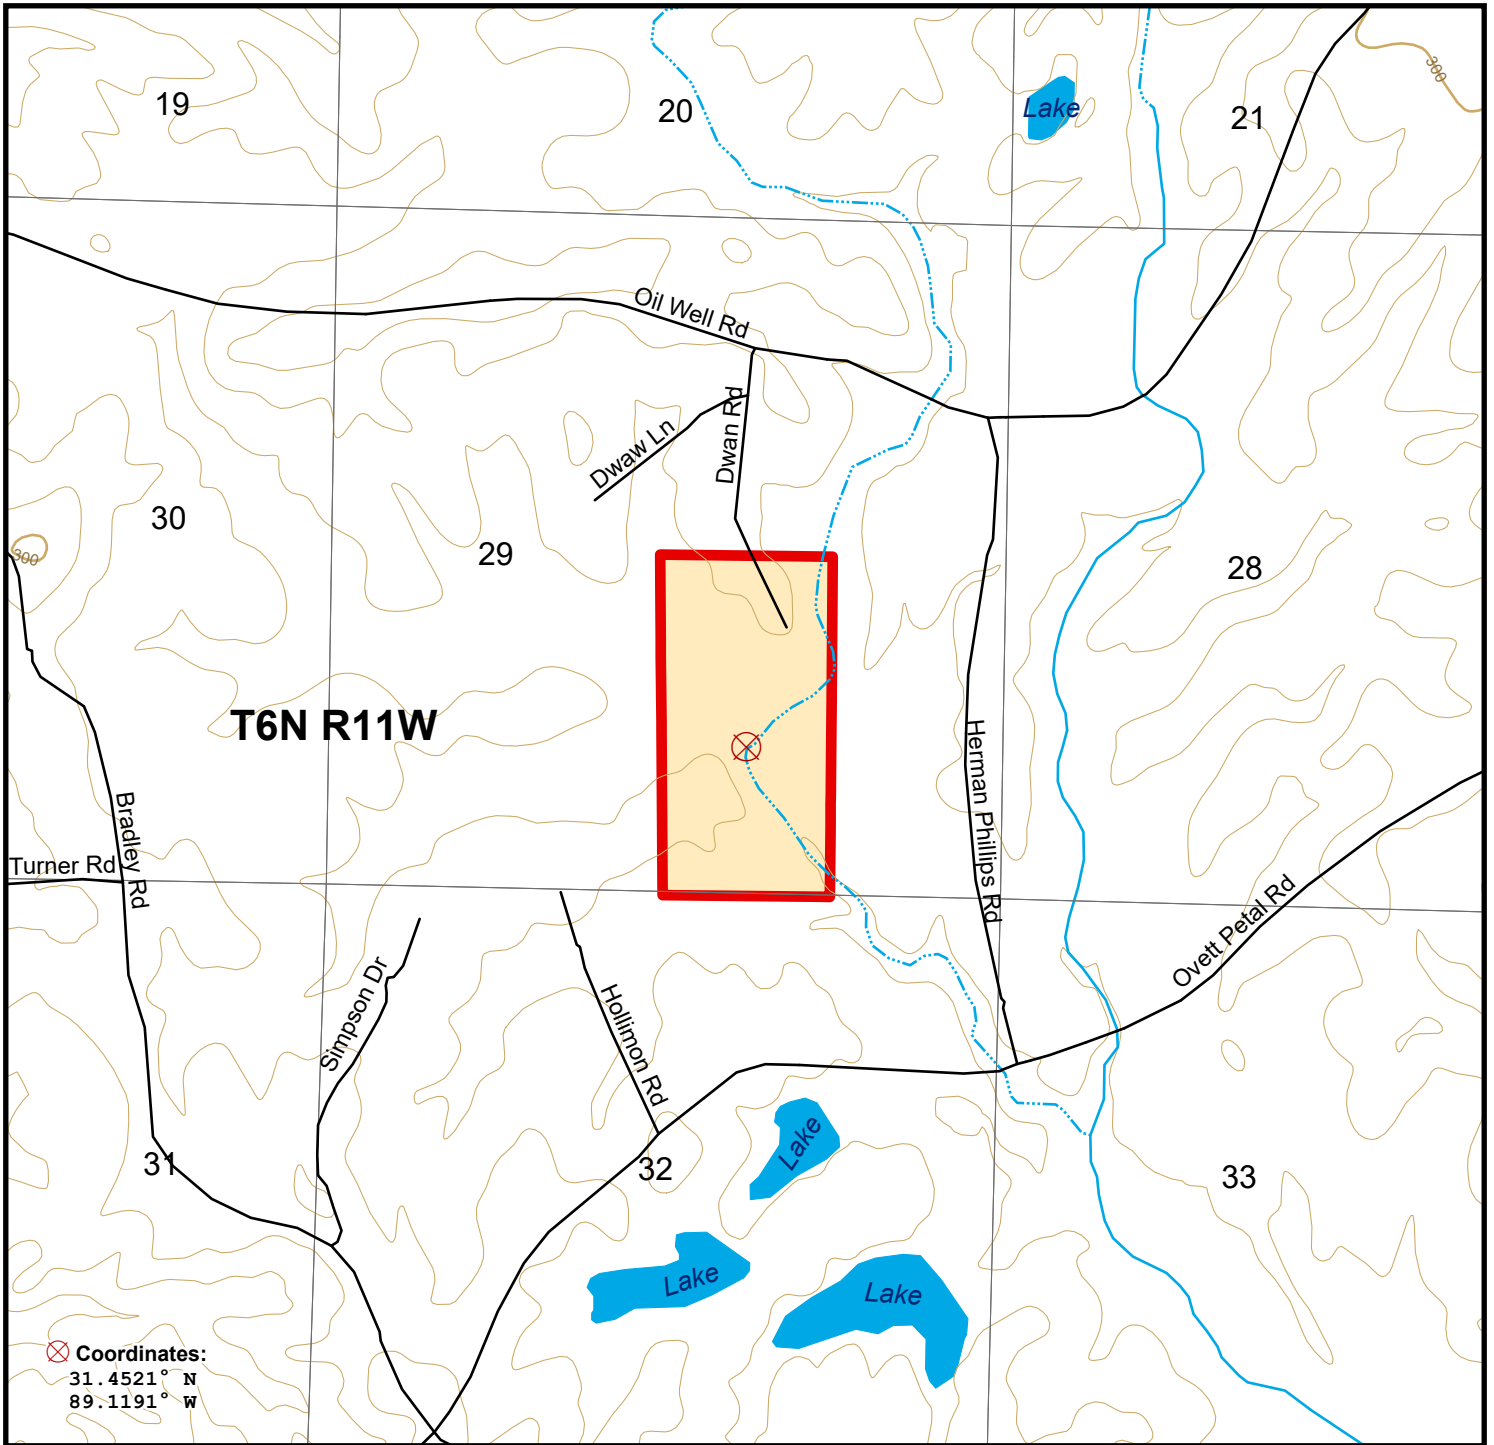 19
20
Lake
21
300
Oil Well Rd
Dwan Rd
Dwaw Ln
30
300
29
28
T6N R11W
Herman Phillips Rd
Bradley Rd
Turner Rd
Ovett Petal Rd
Simpson Dr
Hollimon Rd
31
32
Lake
33
Lake
Lake
Coordinates:
31.4521° N
89.1191° W